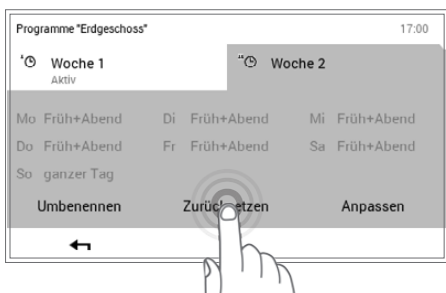 Programme "Erdgeschoss" 17:00
Woche 1 Woche 2
Aktiv
Mo Früh+Abend Di Früh+Abend Mi Früh+Abend
Do Früh+Abend Fr Früh+Abend Sa Früh+Abend
So ganzer Tag
Umbenennen Zurücksetzen Anpassen